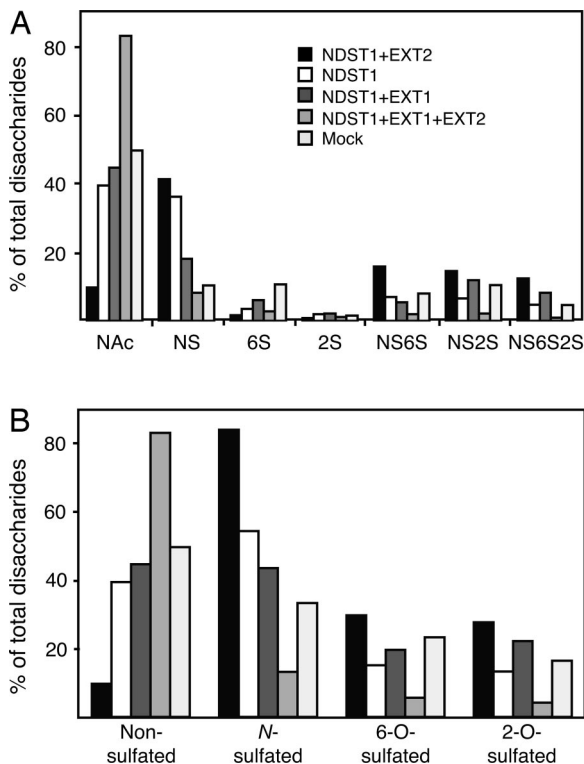 A
% of total disaccharides
80
60
40
20
NDST1+EXT2
NDST1
NDST1+EXT1
NDST1+EXT1+EXT2
Mock
NAc NS 6S 2S NS6S NS2S NS6S2S
B
% of total disaccharides
80
60
40
20
Non- N- 6-O- 2-O-
sulfated sulfated sulfated sulfated